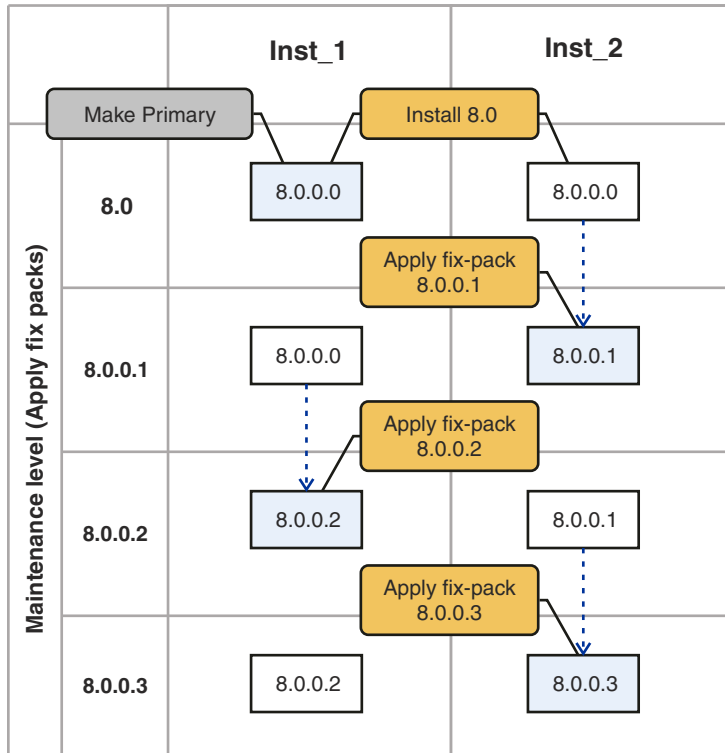 Inst_1
Inst_2
Make Primary
Install 8.0
Maintenance level (Apply fix packs)
8.0
8.0.0.0
8.0.0.0
Apply fix-pack
8.0.0.1
8.0.0.1
8.0.0.0
8.0.0.1
Apply fix-pack
8.0.0.2
8.0.0.2
8.0.0.2
8.0.0.1
Apply fix-pack
8.0.0.3
8.0.0.3
8.0.0.2
8.0.0.3